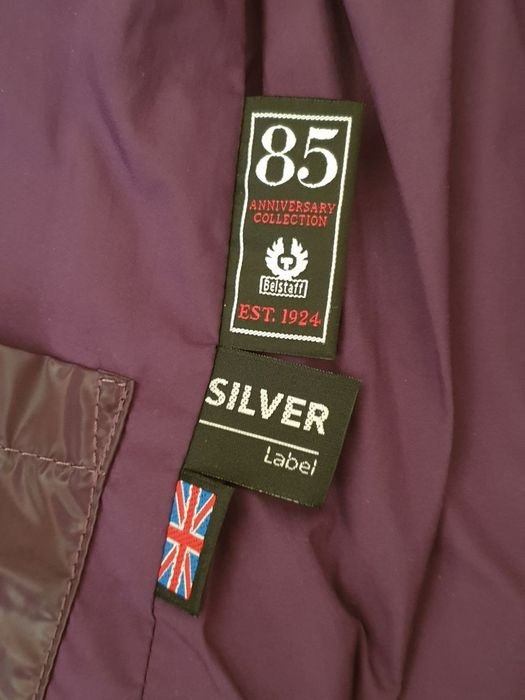 85
ANNIVERSARY
COLLECTION
Belstaff
EST. 1924
SILVER
Label